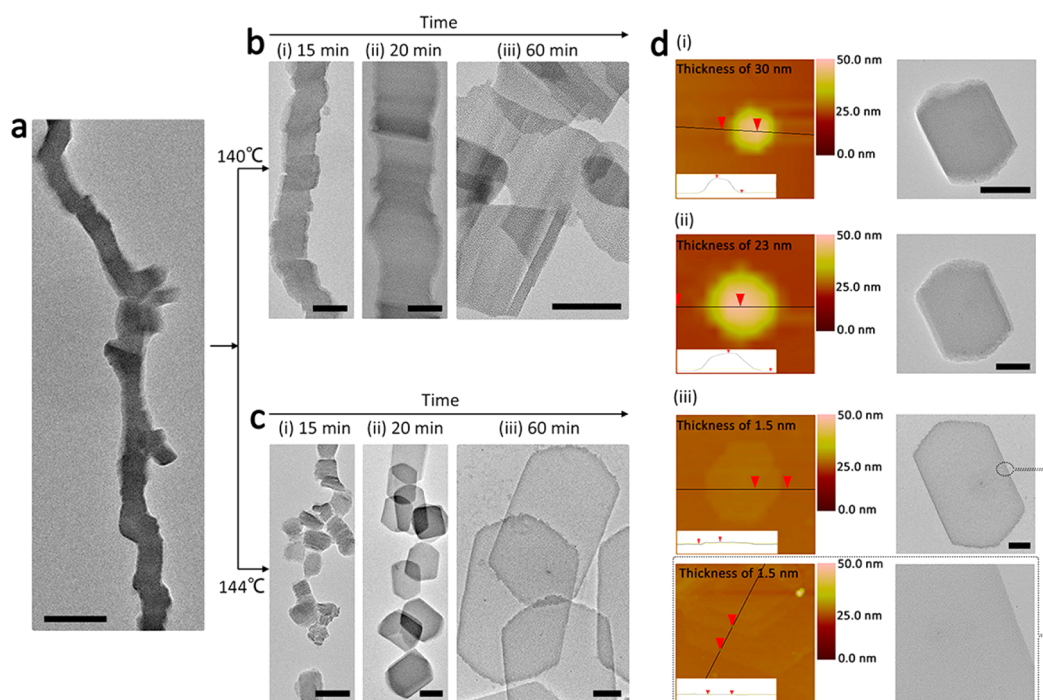 a
140℃
144℃
b
Time
(i) 15 min (ii) 20 min (iii) 60 min
c
Time
(i) 15 min (ii) 20 min (iii) 60 min
d
(i)
Thickness of 30 nm
50.0 nm
25.0 nm
0.0 nm
(ii)
Thickness of 23 nm
50.0 nm
25.0 nm
0.0 nm
(iii)
Thickness of 1.5 nm
50.0 nm
25.0 nm
0.0 nm
Thickness of 1.5 nm
50.0 nm
25.0 nm
0.0 nm